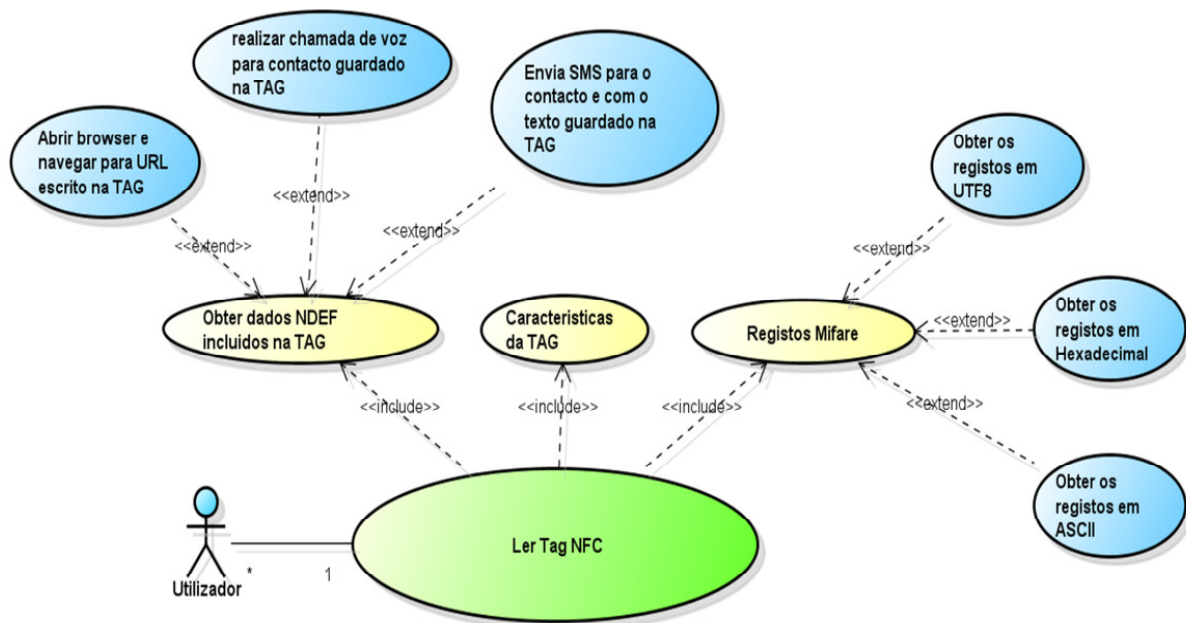 realizar chamada de voz
para contacto guardado
na TAG
Envia SMS para o
contacto e com o
texto guardado na
TAG
Abrir browser e
navegar para URL
escrito na TAG
Obter os
registos em
UTF8
<<extend>>
<<extend>>
<<extend>>
<<extend>>
Obter dados NDEF
incluidos na TAG
Caracteristicas
da TAG
Registos Mifare
<<extend>>
Obter os
registos em
Hexadecimal
<<include>>
<<include>>
<<include>>
<<extend>>
Obter os
registos em
ASCII
Ler Tag NFC
* 1
Utilizador